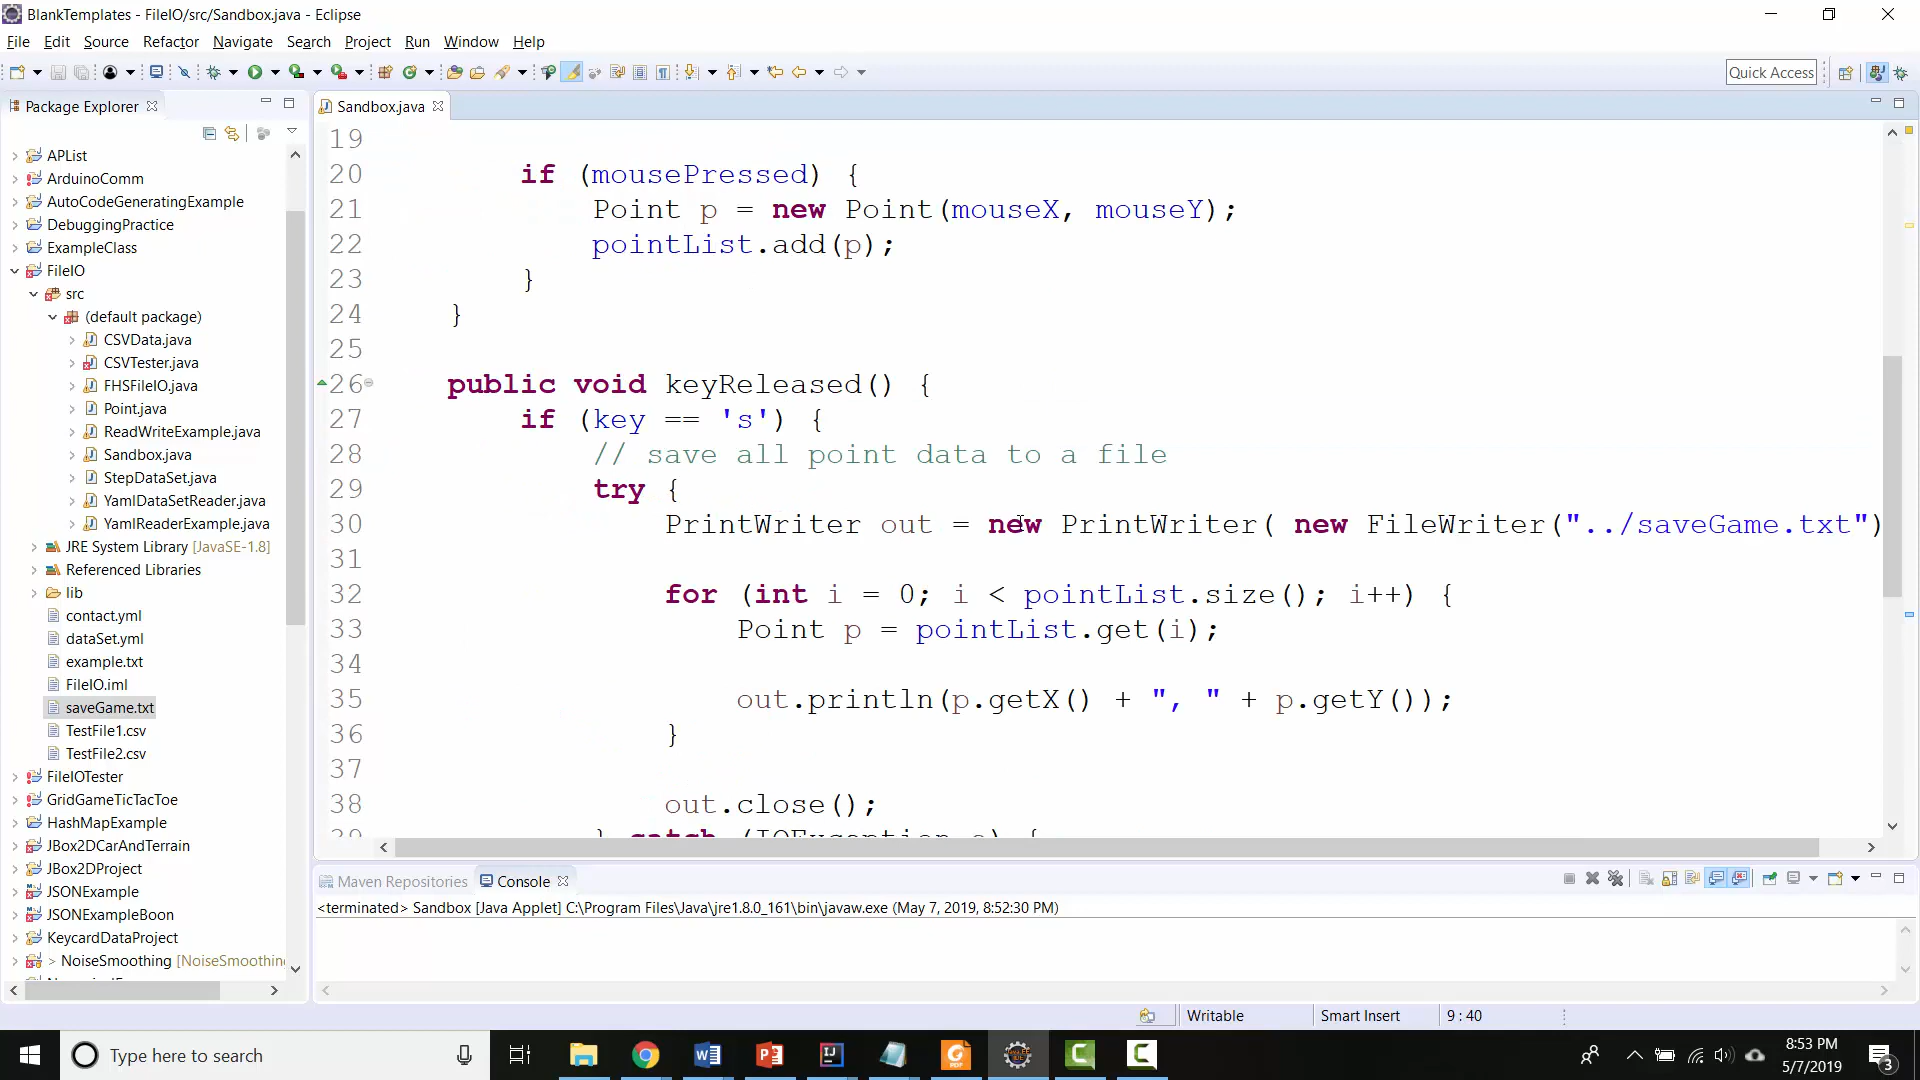 BlankTemplates - FileIO/src/Sandbox.java - Eclipse
File Edit Source Refactor Navigate Search Project Run Window Help
Quick Access
Package Explorer
APList
ArduinoComm
AutoCodeGeneratingExample
DebuggingPractice
ExampleClass
FileIO
src
(default package)
CSVData.java
CSVTester.java
FHSFileIO.java
Point.java
ReadWriteExample.java
Sandbox.java
StepDataSet.java
YamlDataSetReader.java
YamlReaderExample.java
JRE System Library [JavaSE-1.8]
Referenced Libraries
lib
contact.yml
dataSet.yml
example.txt
FileIO.iml
saveGame.txt
TestFile1.csv
TestFile2.csv
FileIOTester
GridGameTicTacToe
HashMapExample
JBox2DCarAndTerrain
JBox2DProject
JSONExample
JSONExampleBoon
KeycardDataProject
> NoiseSmoothing [NoiseSmoothing
Sandbox.java
19
20 if (mousePressed) {
21 Point p = new Point(mouseX, mouseY);
22 pointList.add(p);
23 }
24 }
25
26 public void keyReleased() {
27 if (key == 's') {
28 // save all point data to a file
29 try {
30 PrintWriter out = new PrintWriter( new FileWriter("../saveGame.txt")
31
32 for (int i = 0; i < pointList.size(); i++) {
33 Point p = pointList.get(i);
34
35 out.println(p.getX() + ", " + p.getY());
36 }
37
38 out.close();
39 } catch (IOException e) {
Maven Repositories Console
<terminated> Sandbox [Java Applet] C:\Program Files\Java\jre1.8.0_161\bin\javaw.exe (May 7, 2019, 8:52:30 PM)
Writable Smart Insert 9 : 40
Type here to search
8:53 PM
5/7/2019
3